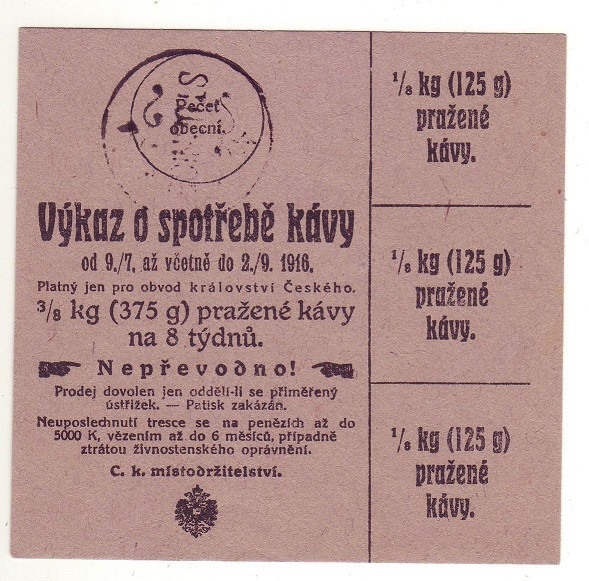 Pečeť
obecní.
Výkaz o spotřebě kávy
od 9./7. až včetně do 2./9. 1916.
Platný jen pro obvod království Českého.
³/₈ kg (375 g) pražené kávy
na 8 týdnů.
Nepřevodno!
Prodej dovolen jen oddělí-li se přiměřený
ústřižek. — Patisk zakázán.
Neuposlechnutí tresce se na penězích až do
5000 K, vězením až do 6 měsíců, případně
ztrátou živnostenského oprávnění.
C. k. místodržitelství.
¹/₈ kg (125 g)
pražené
kávy.
¹/₈ kg (125 g)
pražené
kávy.
¹/₈ kg (125 g)
pražené
kávy.